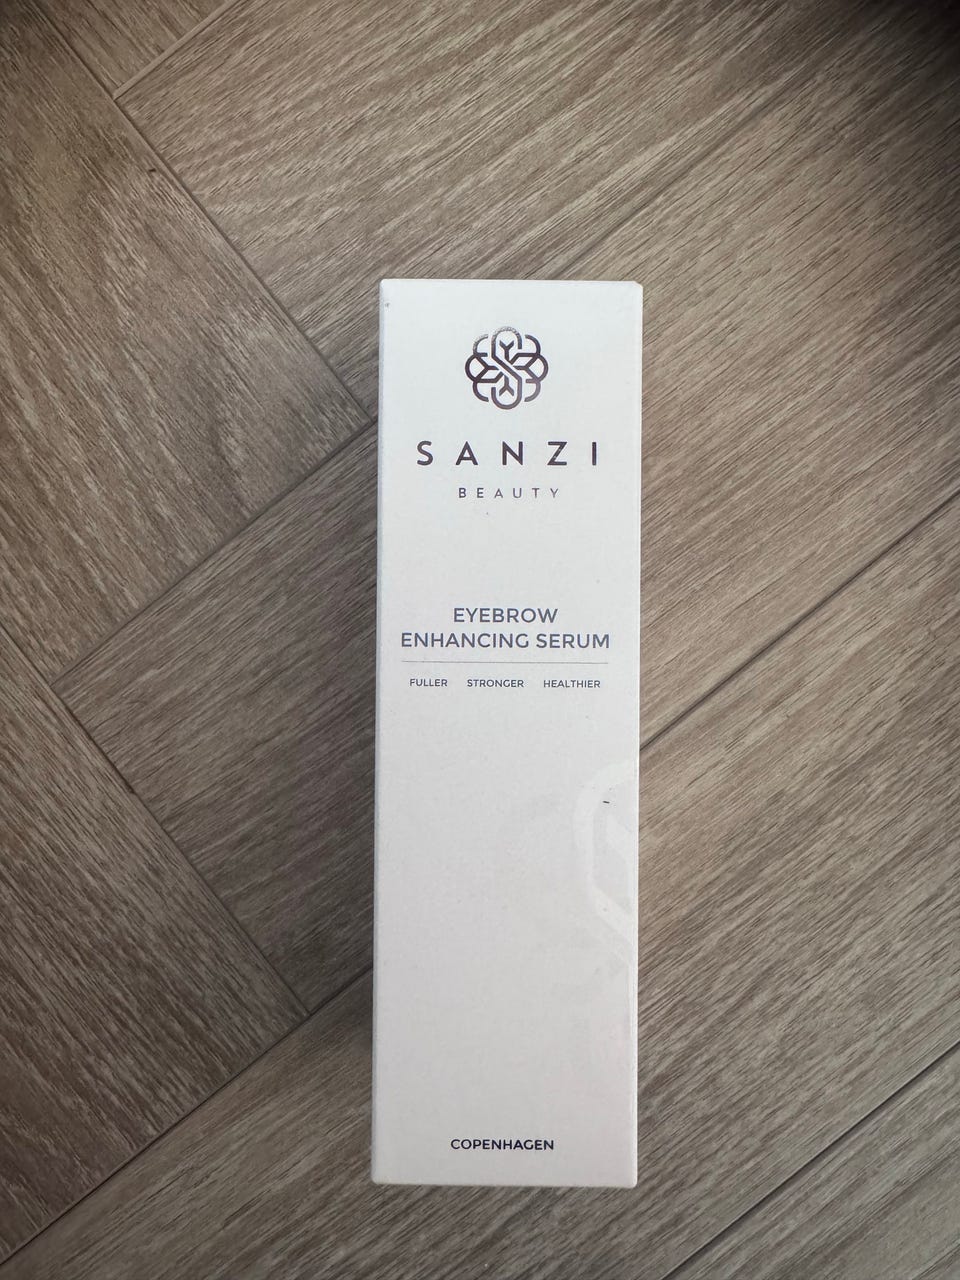 SANZI
BEAUTY
EYEBROW
ENHANCING SERUM
FULLER STRONGER HEALTHIER
COPENHAGEN